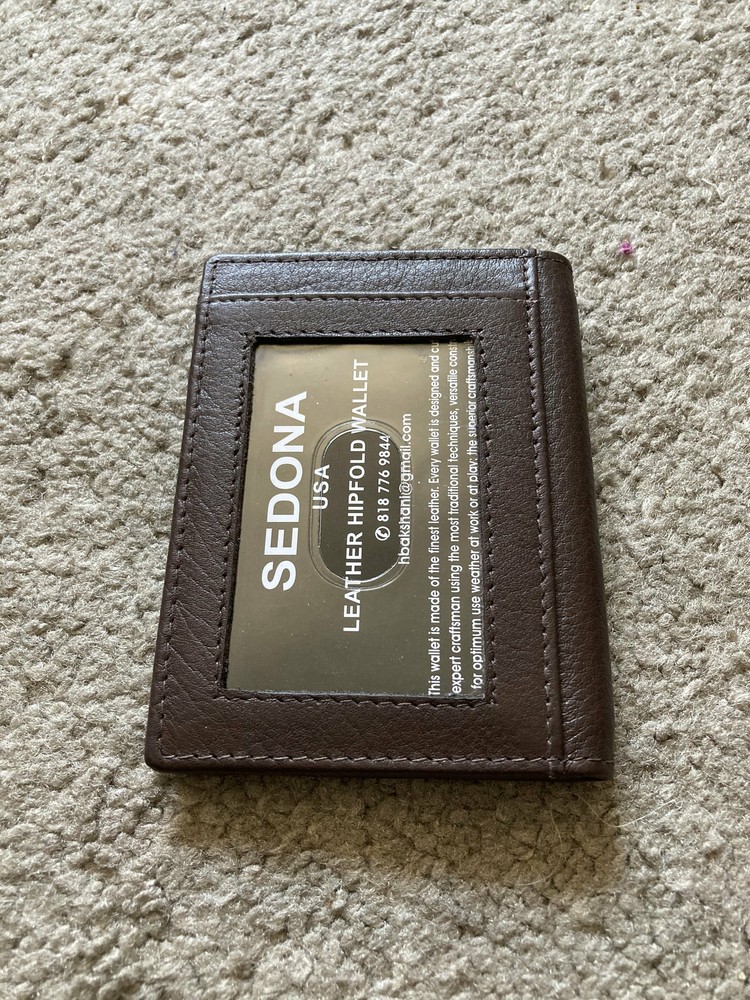 SEDONA
USA
LEATHER HIPFOLD WALLET
✆ 818 776 9844
hbakshani@gmail.com
This wallet is made of the finest leather. Every wallet is designed and
expert craftsman using the most traditional techniques, versatile
for optimum use weather at work or at play: the superior